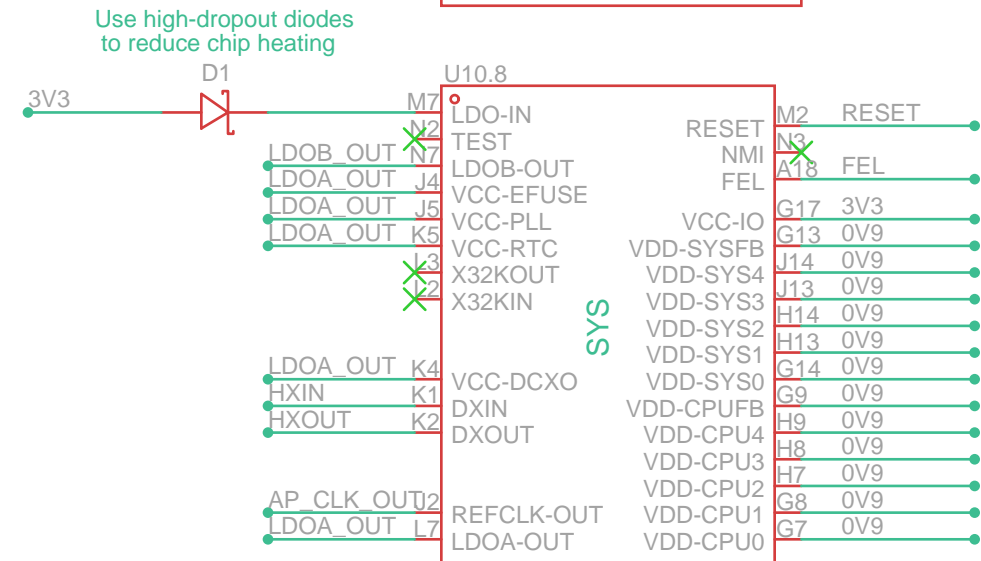 Use high-dropout diodes
to reduce chip heating
D1
3V3
U10.8
M7
LDO-IN
N2
TEST
LDOB_OUT
N7
LDOB-OUT
LDOA_OUT
J4
VCC-EFUSE
LDOA_OUT
J5
VCC-PLL
LDOA_OUT
K5
VCC-RTC
L3
X32KOUT
L2
X32KIN
LDOA_OUT
K4
VCC-DCXO
HXIN
K1
DXIN
HXOUT
K2
DXOUT
AP_CLK_OUT
J2
REFCLK-OUT
LDOA_OUT
L7
LDOA-OUT
SYS
RESET
M2
RESET
NMI
N3
FEL
A18
FEL
VCC-IO
G17
3V3
VDD-SYSFB
G13
0V9
VDD-SYS4
J14
0V9
VDD-SYS3
J13
0V9
VDD-SYS2
H14
0V9
VDD-SYS1
H13
0V9
VDD-SYS0
G14
0V9
VDD-CPUFB
G9
0V9
VDD-CPU4
H9
0V9
VDD-CPU3
H8
0V9
VDD-CPU2
H7
0V9
VDD-CPU1
G8
0V9
VDD-CPU0
G7
0V9